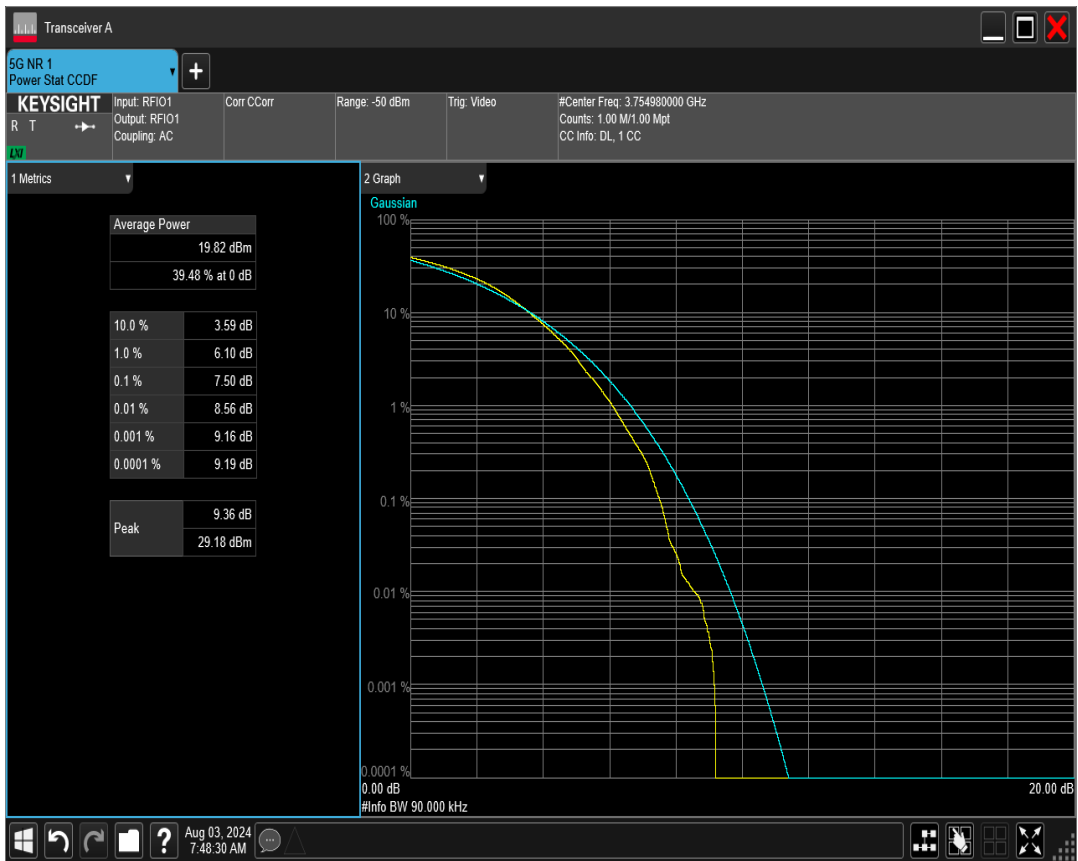 Transceiver A
5G NR 1
Power Stat CCDF
+
KEYSIGHT
R T
LXI
Input: RFIO1
Output: RFIO1
Coupling: AC
Corr CCorr
Range: -50 dBm
Trig: Video
#Center Freq: 3.754980000 GHz
Counts: 1.00 M/1.00 Mpt
CC Info: DL, 1 CC
1 Metrics
Average Power
19.82 dBm
39.48 % at 0 dB
10.0 % 3.59 dB
1.0 % 6.10 dB
0.1 % 7.50 dB
0.01 % 8.56 dB
0.001 % 9.16 dB
0.0001 % 9.19 dB
Peak
9.36 dB
29.18 dBm
2 Graph
Gaussian
100 %
10 %
1 %
0.1 %
0.01 %
0.001 %
0.0001 %
0.00 dB
20.00 dB
#Info BW 90.000 kHz
?
Aug 03, 2024
7:48:30 AM